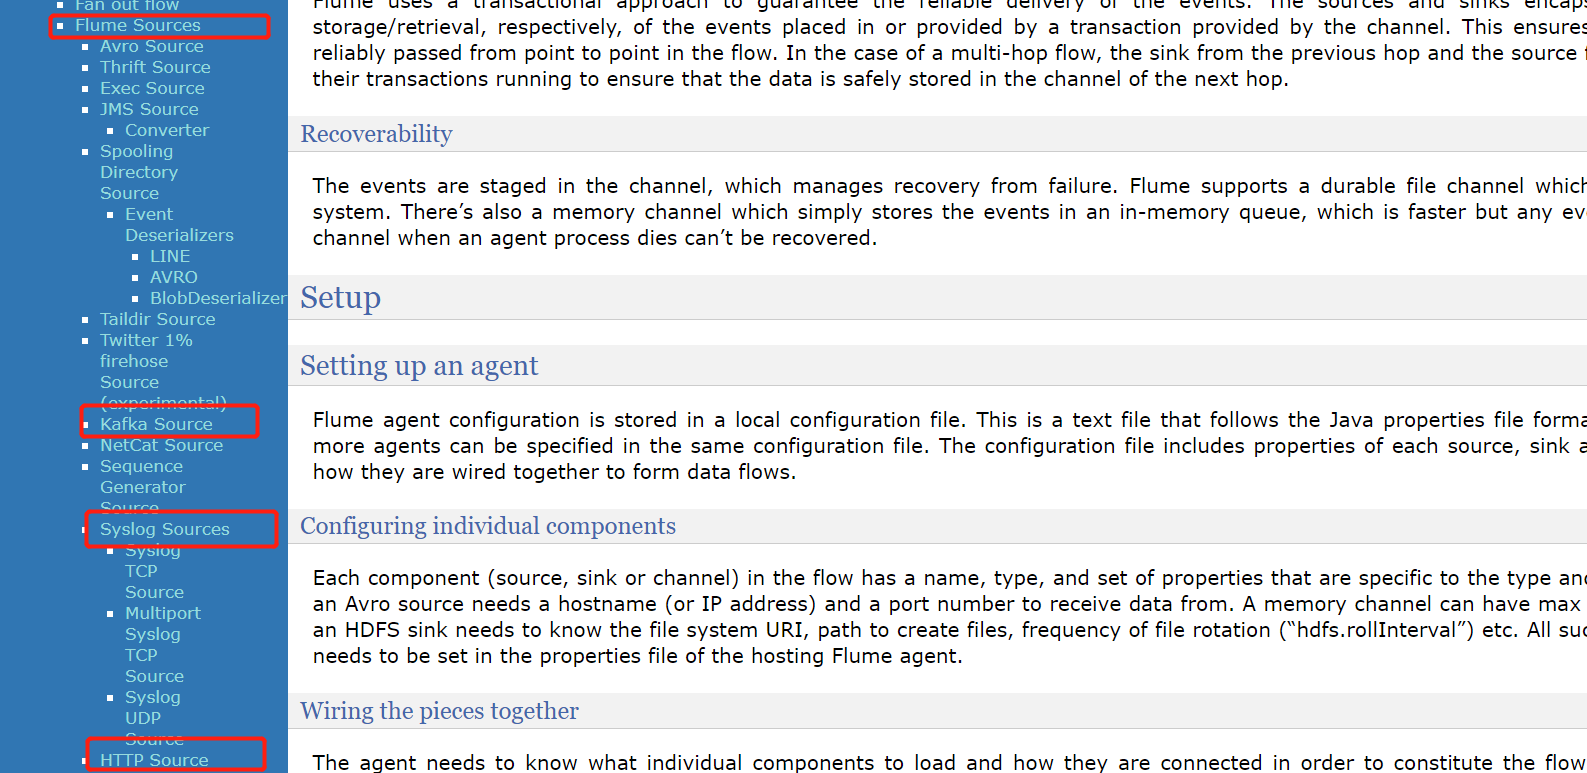 Fan out flow
Flume Sources
Avro Source
Thrift Source
Exec Source
JMS Source
Converter
Spooling
Directory
Source
Event
Deserializers
LINE
AVRO
BlobDeserializer
Taildir Source
Twitter 1%
firehose
Source
(experimental)
Kafka Source
NetCat Source
Sequence
Generator
Source
Syslog Sources
Syslog
TCP
Source
Multiport
Syslog
TCP
Source
Syslog
UDP
Source
HTTP Source
Flume uses a transactional approach to guarantee the reliable delivery of the events. The sources and sinks encaps
storage/retrieval, respectively, of the events placed in or provided by a transaction provided by the channel. This ensures
reliably passed from point to point in the flow. In the case of a multi-hop flow, the sink from the previous hop and the source
their transactions running to ensure that the data is safely stored in the channel of the next hop.
Recoverability
The events are staged in the channel, which manages recovery from failure. Flume supports a durable file channel which
system. There’s also a memory channel which simply stores the events in an in-memory queue, which is faster but any ev
channel when an agent process dies can’t be recovered.
Setup
Setting up an agent
Flume agent configuration is stored in a local configuration file. This is a text file that follows the Java properties file forma
more agents can be specified in the same configuration file. The configuration file includes properties of each source, sink a
how they are wired together to form data flows.
Configuring individual components
Each component (source, sink or channel) in the flow has a name, type, and set of properties that are specific to the type and
an Avro source needs a hostname (or IP address) and a port number to receive data from. A memory channel can have max
an HDFS sink needs to know the file system URI, path to create files, frequency of file rotation (“hdfs.rollInterval”) etc. All suc
needs to be set in the properties file of the hosting Flume agent.
Wiring the pieces together
The agent needs to know what individual components to load and how they are connected in order to constitute the flow